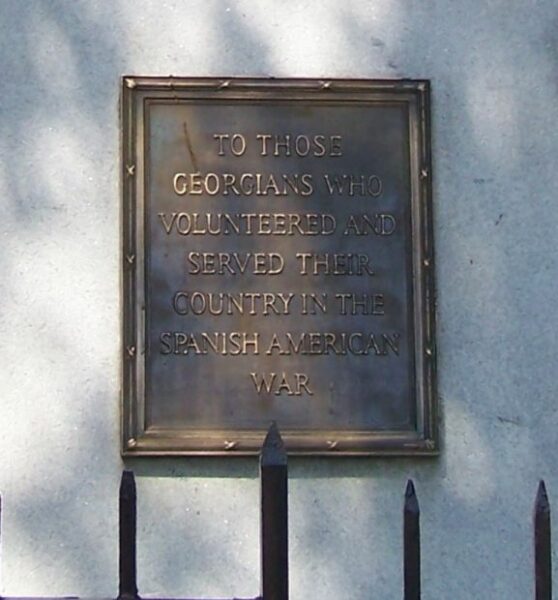 TO THOSE
GEORGIANS WHO
VOLUNTEERED AND
SERVED THEIR
COUNTRY IN THE
SPANISH AMERICAN
WAR